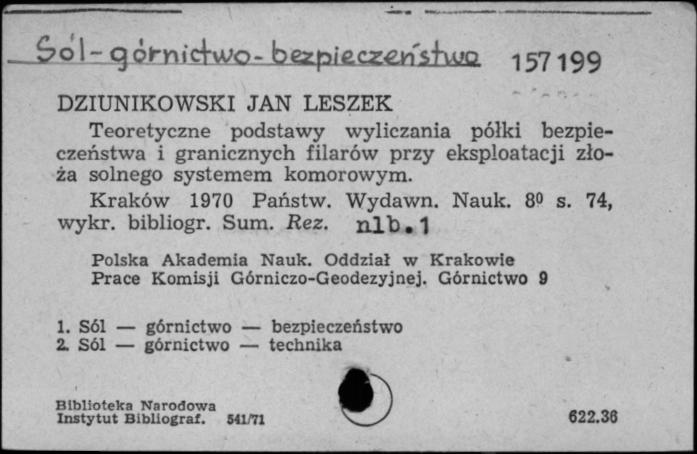 Sól-górnictwo-bezpieczeństwo 157199
DZIUNIKOWSKI JAN LESZEK
Teoretyczne podstawy wyliczania półki bezpie-
czeństwa i granicznych filarów przy eksploatacji zło-
ża solnego systemem komorowym.
Kraków 1970 Państw. Wydawn. Nauk. 8⁰ s. 74,
wykr. bibliogr. Sum. Rez. nlb.1
Polska Akademia Nauk. Oddział w Krakowie
Prace Komisji Górniczo-Geodezyjnej. Górnictwo 9
1. Sól — górnictwo — bezpieczeństwo
2. Sól — górnictwo — technika
Biblioteka Narodowa
Instytut Bibliograf. 541/71 622.36